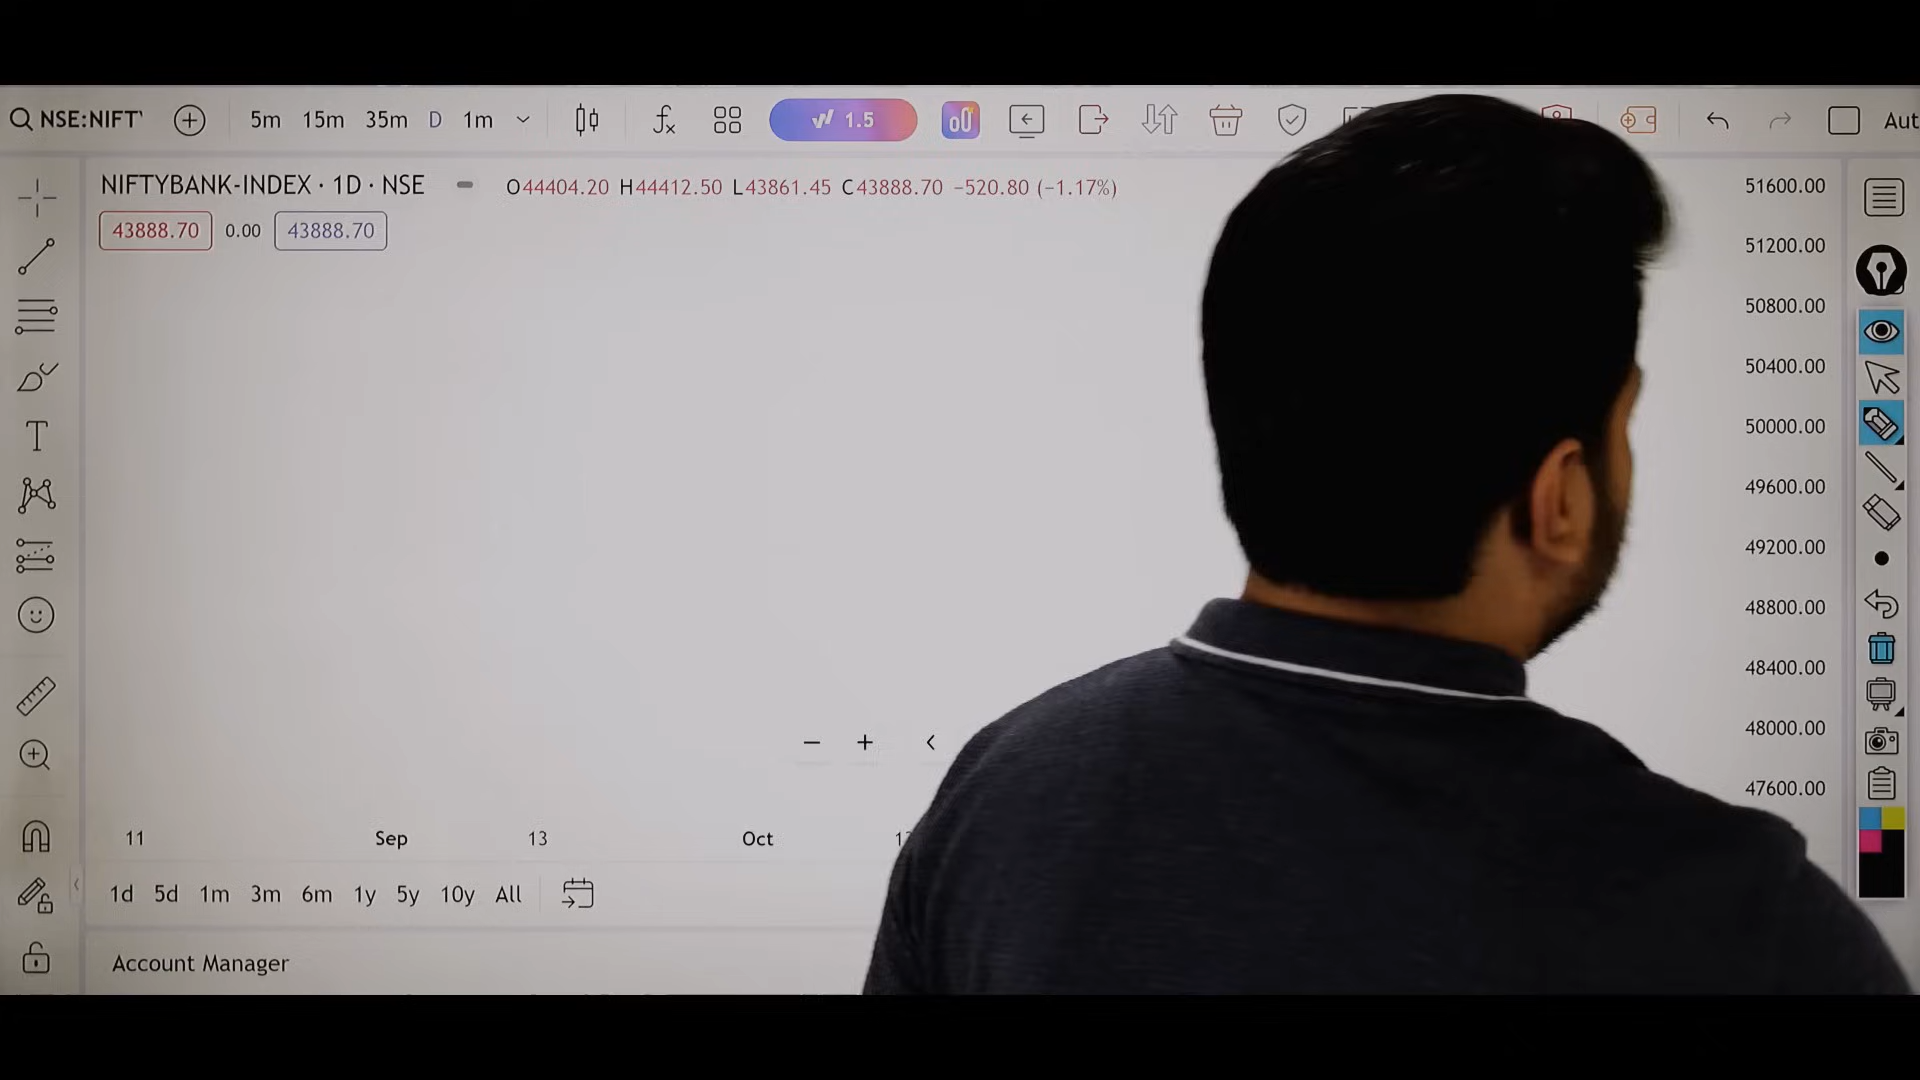 NSE:NIFTY 5m 15m 35m D 1m 1.5 Aut
NIFTYBANK-INDEX · 1D · NSE O44404.20 H44412.50 L43861.45 C43888.70 −520.80 (−1.17%)
43888.70 0.00 43888.70
51600.00
51200.00
50800.00
50400.00
50000.00
49600.00
49200.00
48800.00
48400.00
48000.00
47600.00
11 Sep 13 Oct
1d 5d 1m 3m 6m 1y 5y 10y All
Account Manager